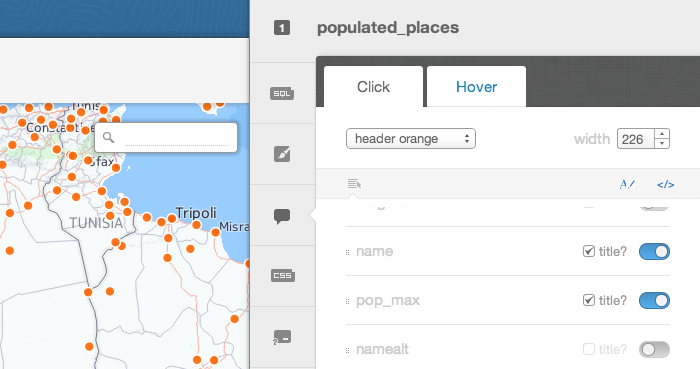 1
populated_places
SQL
CSS
Click
Hover
header orange
width
226
</>
name
title?
pop_max
title?
namealt
title?
Tunis
Sfax
TUNISIA
Tripoli
Misra